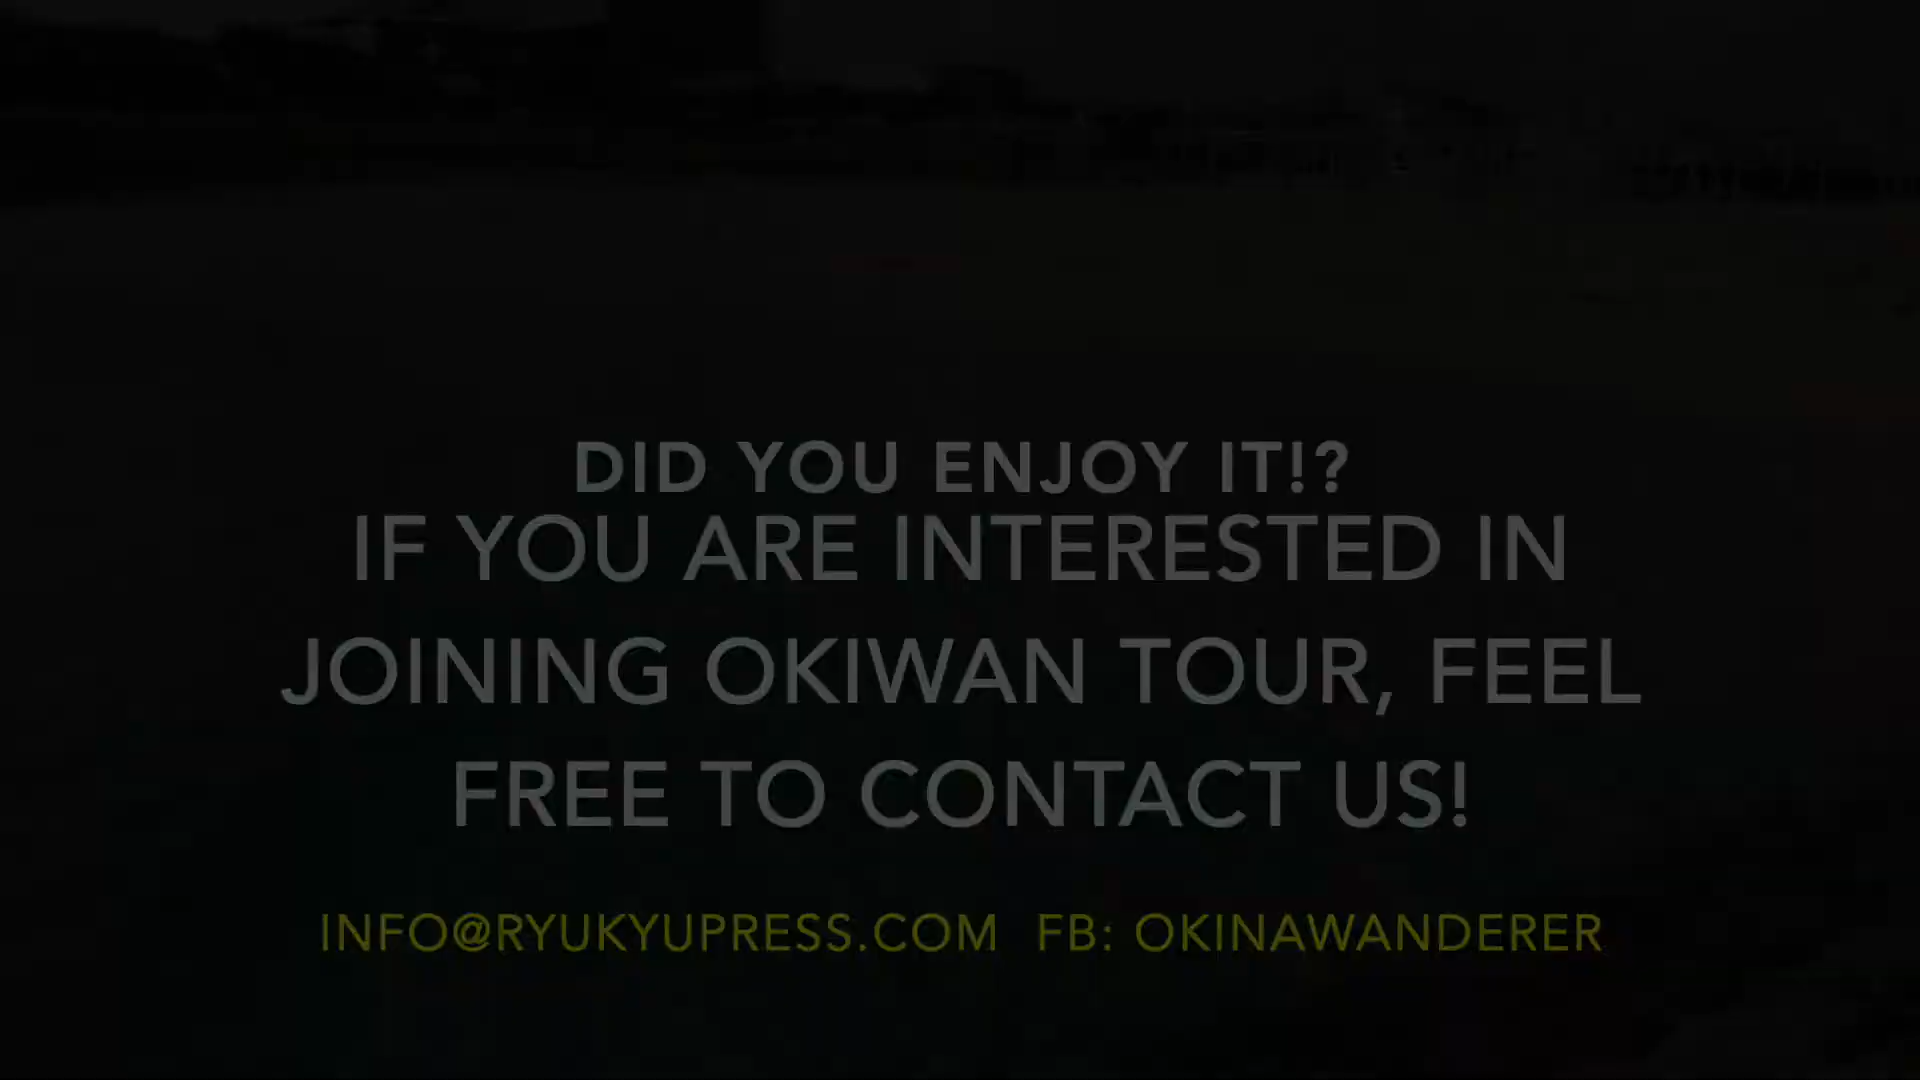 DID YOU ENJOY IT!?
IF YOU ARE INTERESTED IN
JOINING OKIWAN TOUR, FEEL
FREE TO CONTACT US!
INFO@RYUKYUPRESS.COM FB: OKINAWANDERER